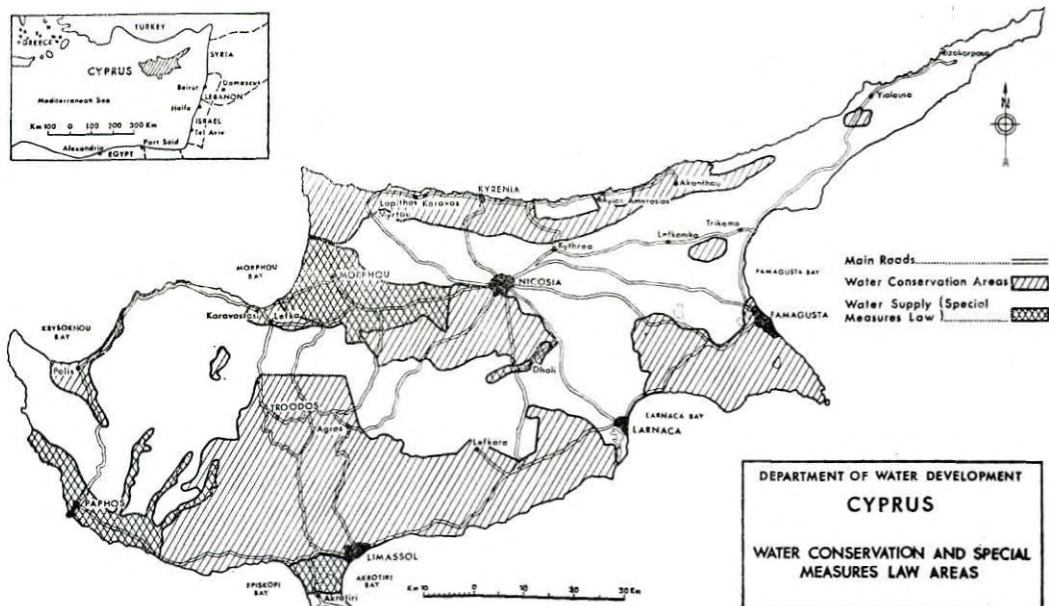 TURKEY
GREECE
SYRIA
CYPRUS
Beirut
Damascus
LEBANON
Mediterranean Sea
Haifa
ISRAEL
Tel Aviv
Km 100 0 100 200 300 Km
Alexandria
Port Said
EGYPT
Rizokarpaso
Yialousa
N
Akanthou
KYRENIA
Lapithos
Karavas
Myrtou
Ayios Amvrosios
Trikomo
Lefkoniko
Kythrea
MORPHOU BAY
MORPHOU
NICOSIA
FAMAGUSTA BAY
FAMAGUSTA
Main Roads
Water Conservation Areas
Water Supply (Special
Measures Law)
Karavostasi
Lefka
KRYSOKHOU BAY
Polis
Dhali
TROODOS
Agros
Lefkara
LARNACA BAY
LARNACA
PAPHOS
LIMASSOL
EPISKOPI BAY
AKROTIRI BAY
Akrotiri
Km 10 0 10 20 30 Km
DEPARTMENT OF WATER DEVELOPMENT
CYPRUS
WATER CONSERVATION AND SPECIAL
MEASURES LAW AREAS